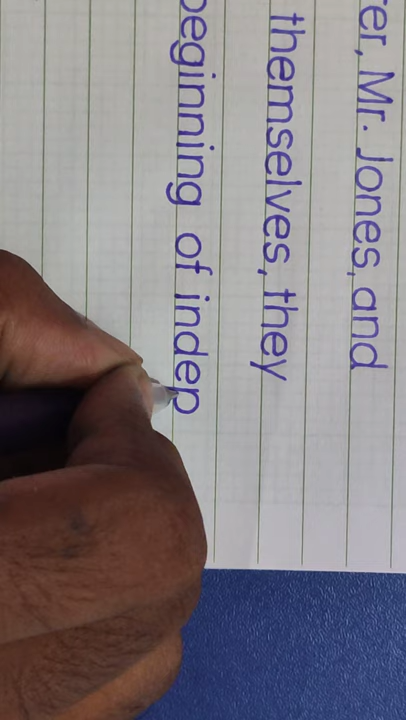 er, Mr. Jones, and
themselves, they
beginning of indep